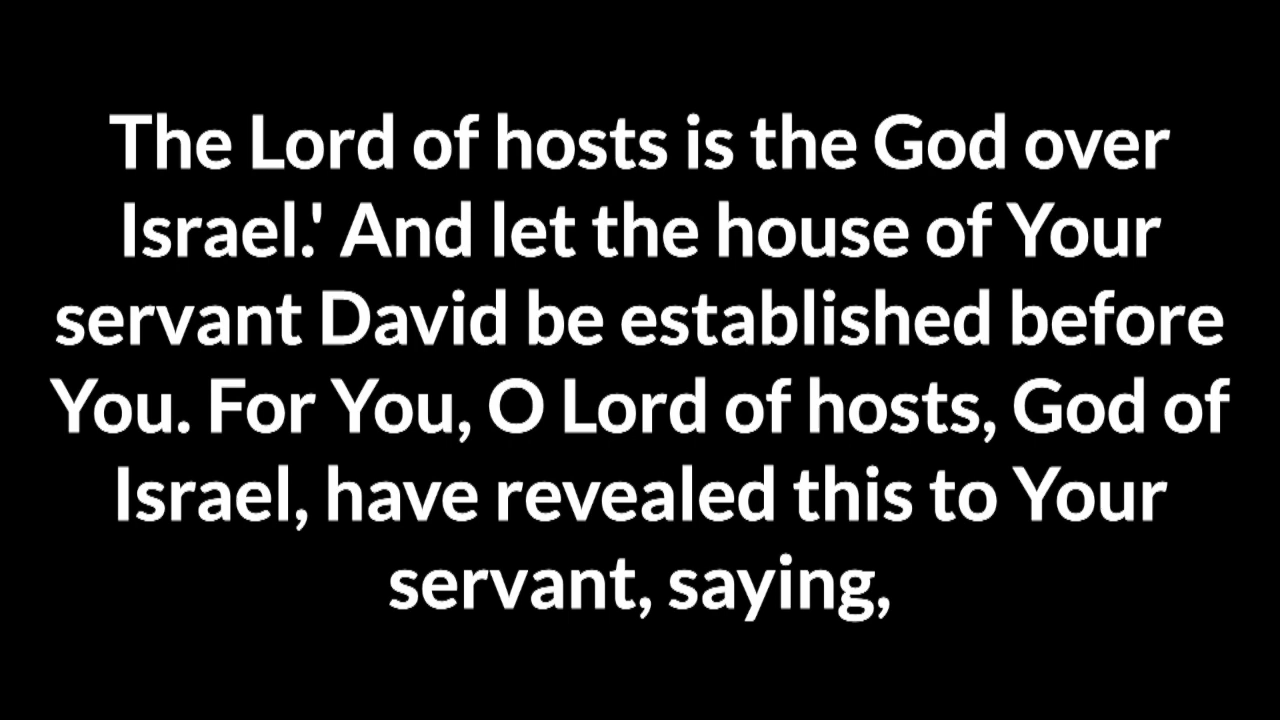 The Lord of hosts is the God over
Israel.' And let the house of Your
servant David be established before
You. For You, O Lord of hosts, God of
Israel, have revealed this to Your
servant, saying,